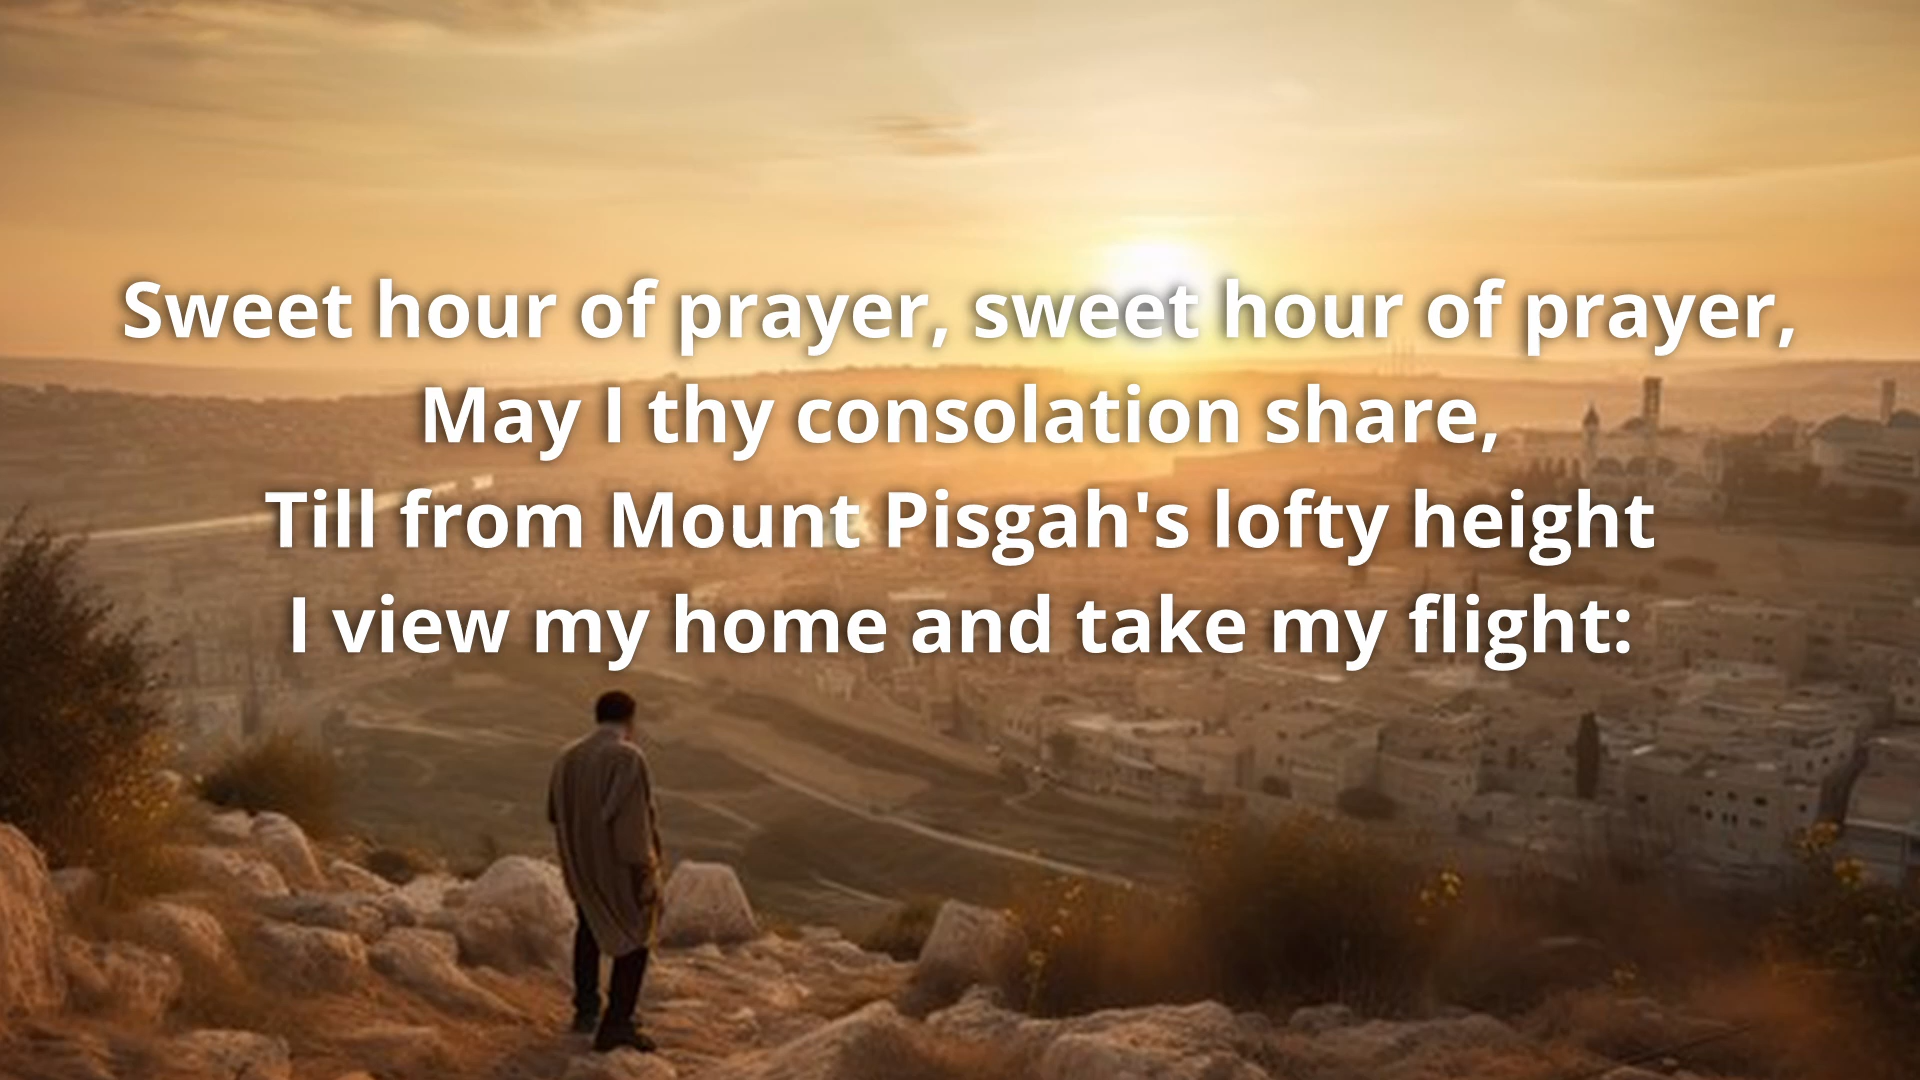 Sweet hour of prayer, sweet hour of prayer,
May I thy consolation share,
Till from Mount Pisgah's lofty height
I view my home and take my flight: